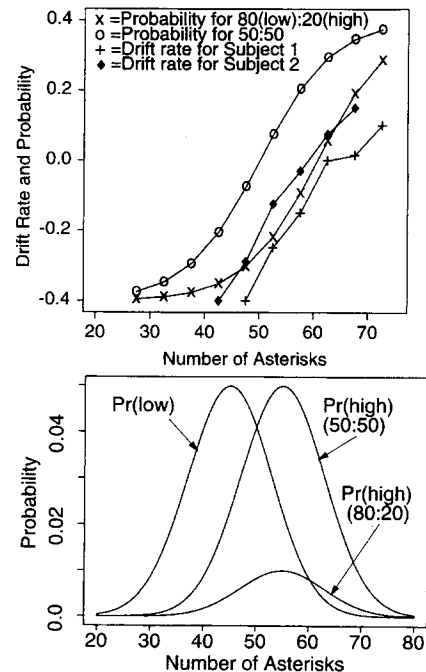 x =Probability for 80(low):20(high)
o =Probability for 50:50
+ =Drift rate for Subject 1
◆ =Drift rate for Subject 2
Drift Rate and Probability
0.4
0.2
0.0
-0.2
-0.4
20 30 40 50 60 70
Number of Asterisks
Pr(low)
Pr(high)
(50:50)
Pr(high)
(80:20)
Probability
0.04
0.02
0.0
20 30 40 50 60 70 80
Number of Asterisks